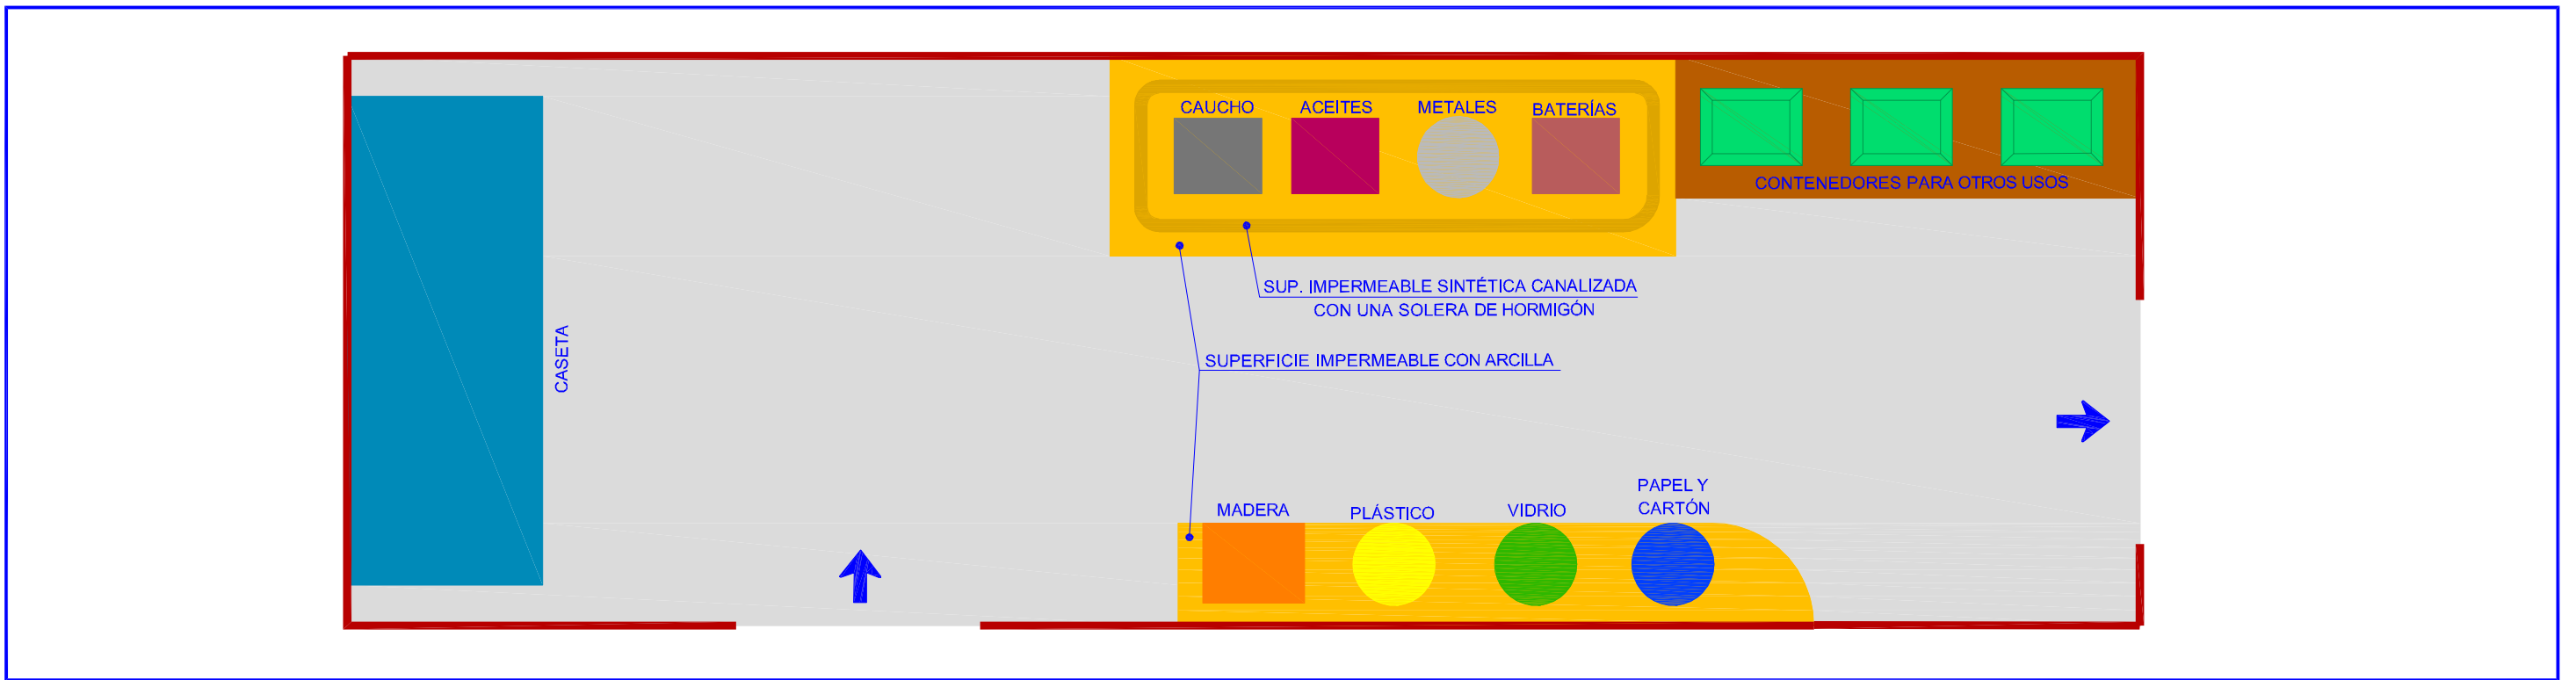 CAUCHO
ACEITES
METALES
BATERÍAS
CONTENEDORES PARA OTROS USOS
SUP. IMPERMEABLE SINTÉTICA CANALIZADA
CON UNA SOLERA DE HORMIGÓN
CASETA
SUPERFICIE IMPERMEABLE CON ARCILLA
MADERA
PLÁSTICO
VIDRIO
PAPEL Y
CARTÓN